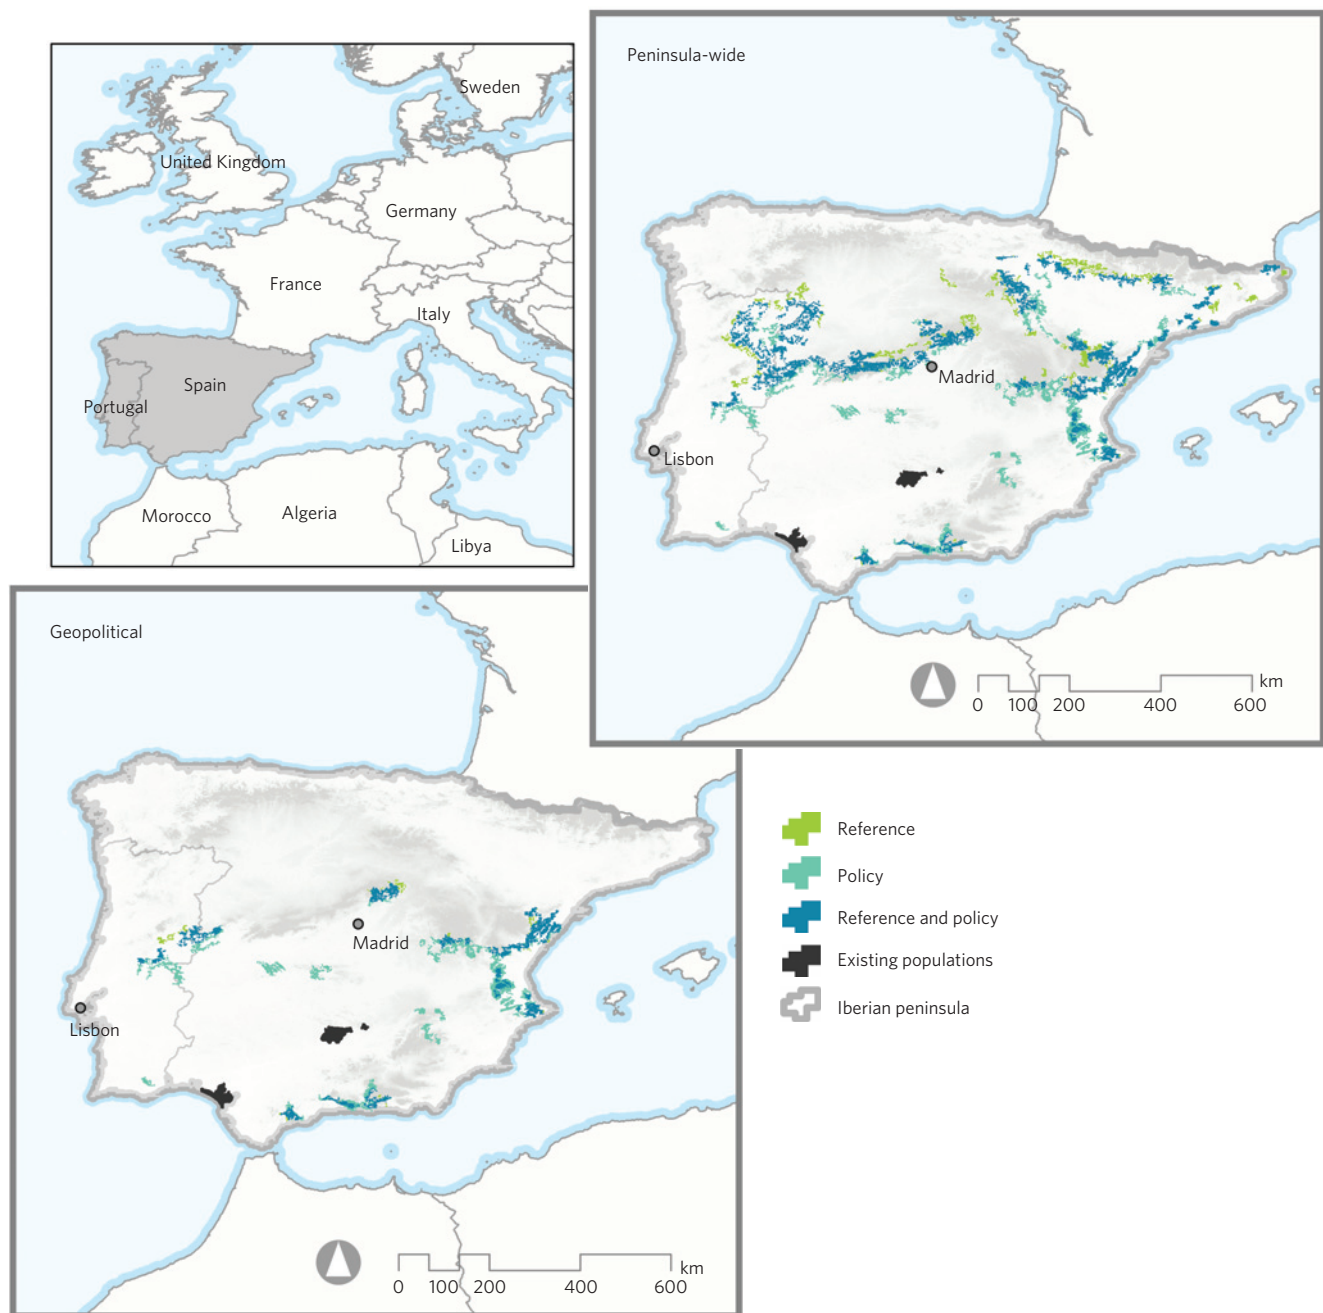 Sweden
United Kingdom
Germany
France
Italy
Spain
Portugal
Morocco
Algeria
Libya
Peninsula-wide
Madrid
Lisbon
km
0 100 200 400 600
Geopolitical
Madrid
Lisbon
km
0 100 200 400 600
Reference
Policy
Reference and policy
Existing populations
Iberian peninsula